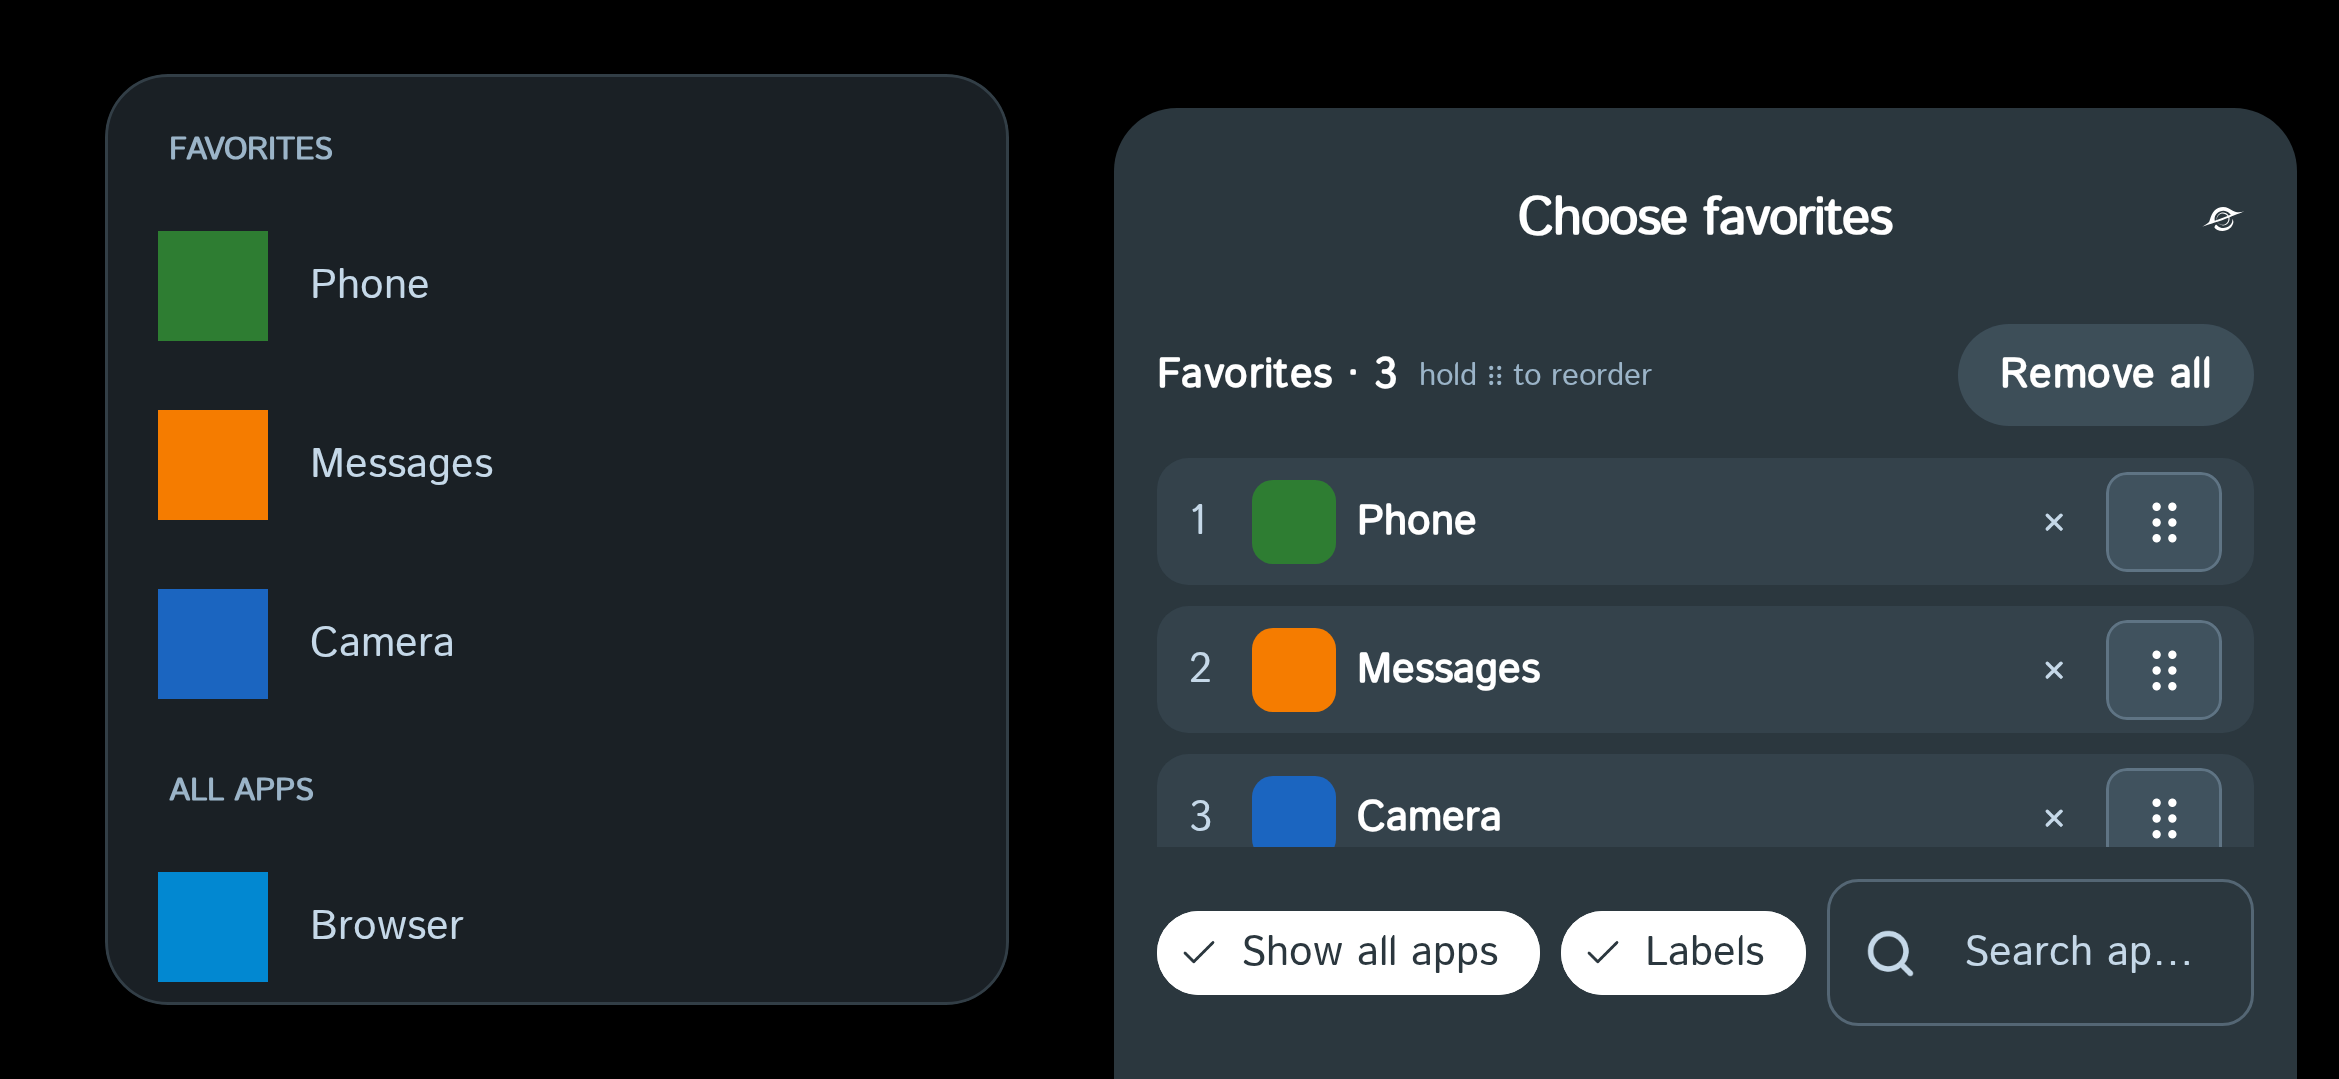 FAVORITES
Phone
Messages
Camera
ALL APPS
Browser
Choose favorites
Favorites · 3 hold ⠿ to reorder
Remove all
1 Phone ×
2 Messages ×
3 Camera ×
Show all apps
Labels
Search ap...